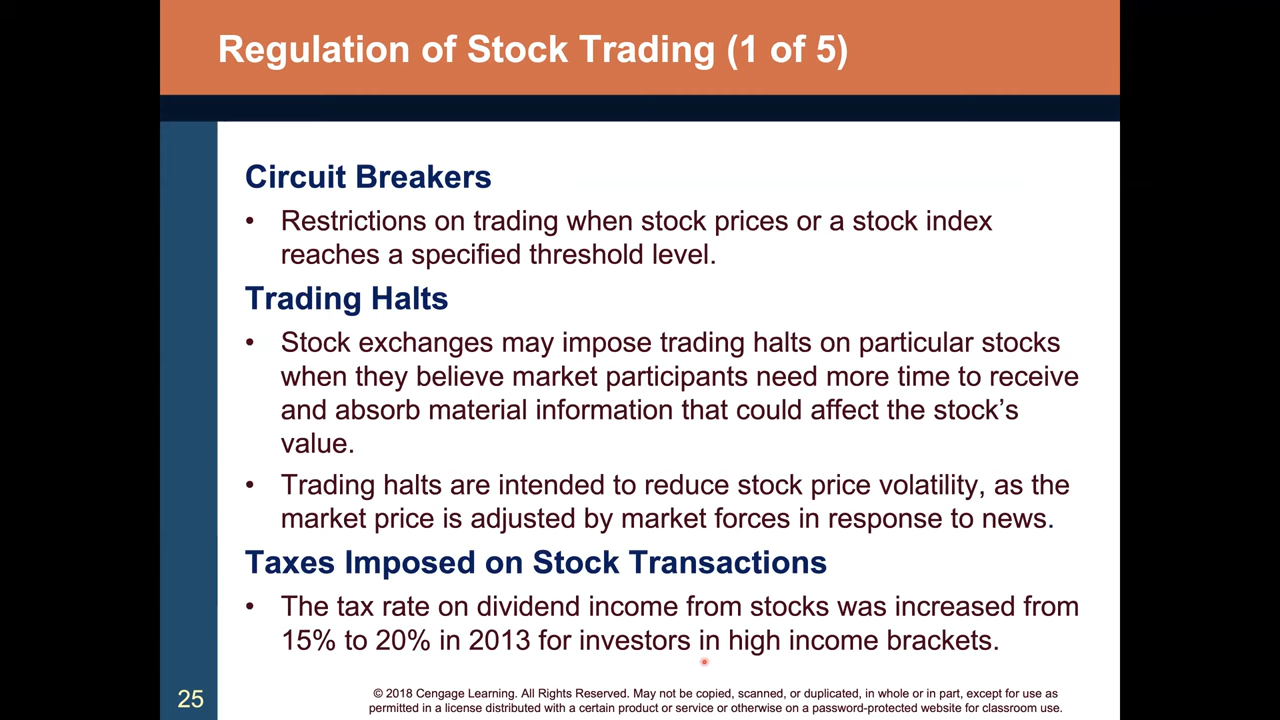 Regulation of Stock Trading (1 of 5)
Circuit Breakers
• Restrictions on trading when stock prices or a stock index
reaches a specified threshold level.
Trading Halts
• Stock exchanges may impose trading halts on particular stocks
when they believe market participants need more time to receive
and absorb material information that could affect the stock’s
value.
• Trading halts are intended to reduce stock price volatility, as the
market price is adjusted by market forces in response to news.
Taxes Imposed on Stock Transactions
• The tax rate on dividend income from stocks was increased from
15% to 20% in 2013 for investors in high income brackets.
25
© 2018 Cengage Learning. All Rights Reserved. May not be copied, scanned, or duplicated, in whole or in part, except for use as
permitted in a license distributed with a certain product or service or otherwise on a password-protected website for classroom use.